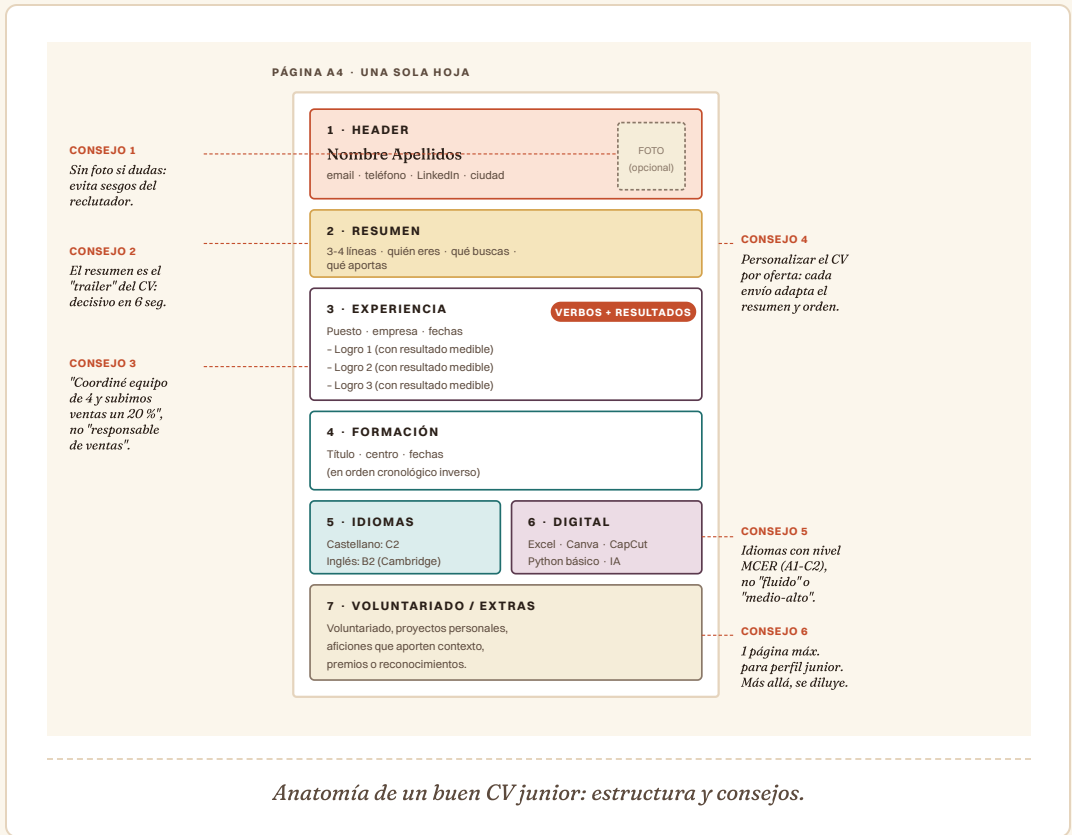 PÁGINA A4 · UNA SOLA HOJA
CONSEJO 1
Sin foto si dudas:
evita sesgos del
reclutador.
CONSEJO 2
El resumen es el
"trailer" del CV:
decisivo en 6 seg.
CONSEJO 3
"Coordiné equipo
de 4 y subimos
ventas un 20 %",
no "responsable
de ventas".
1 · HEADER
Nombre Apellidos
email · teléfono · LinkedIn · ciudad
FOTO
(opcional)
2 · RESUMEN
3-4 líneas · quién eres · qué buscas ·
qué aportas
3 · EXPERIENCIA
VERBOS + RESULTADOS
Puesto · empresa · fechas
– Logro 1 (con resultado medible)
– Logro 2 (con resultado medible)
– Logro 3 (con resultado medible)
4 · FORMACIÓN
Título · centro · fechas
(en orden cronológico inverso)
5 · IDIOMAS
Castellano: C2
Inglés: B2 (Cambridge)
6 · DIGITAL
Excel · Canva · CapCut
Python básico · IA
7 · VOLUNTARIADO / EXTRAS
Voluntariado, proyectos personales,
aficiones que aporten contexto,
premios o reconocimientos.
CONSEJO 4
Personalizar el CV
por oferta: cada
envío adapta el
resumen y orden.
CONSEJO 5
Idiomas con nivel
MCER (A1-C2),
no "fluido" o
"medio-alto".
CONSEJO 6
1 página máx.
para perfil junior.
Más allá, se diluye.
Anatomía de un buen CV junior: estructura y consejos.